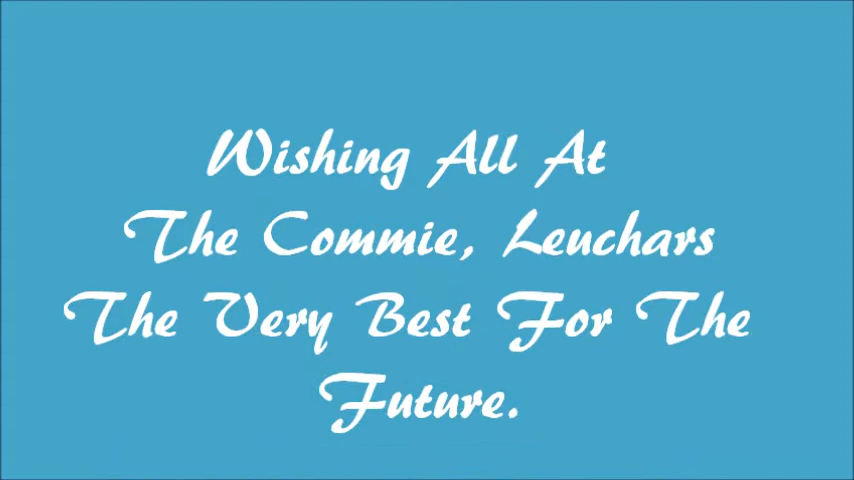 Wishing All At
The Commie, Leuchars
The Very Best For The
Future.